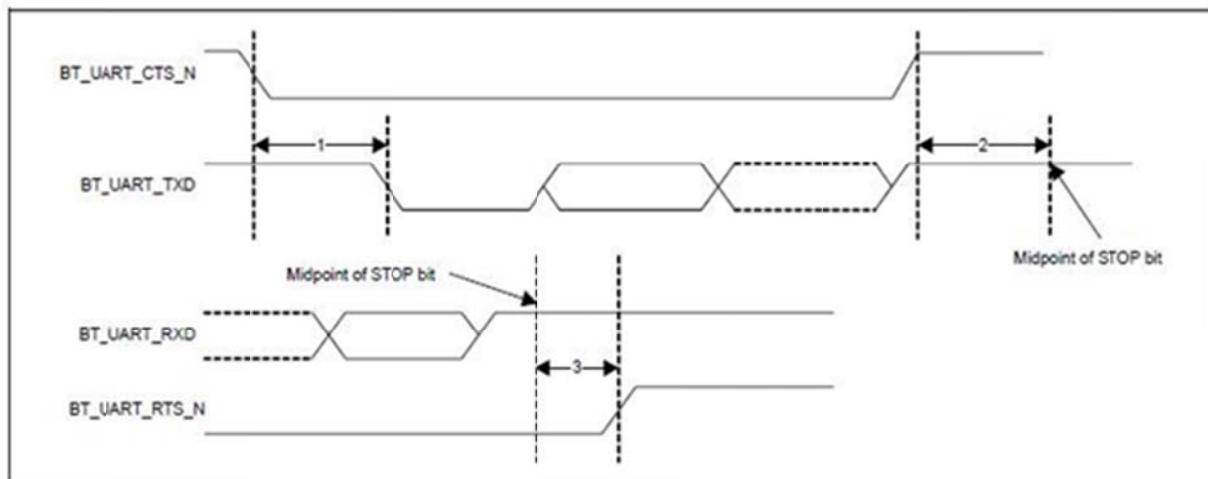 BT_UART_CTS_N
1
2
BT_UART_TXD
Midpoint of STOP bit
Midpoint of STOP bit
BT_UART_RXD
3
BT_UART_RTS_N